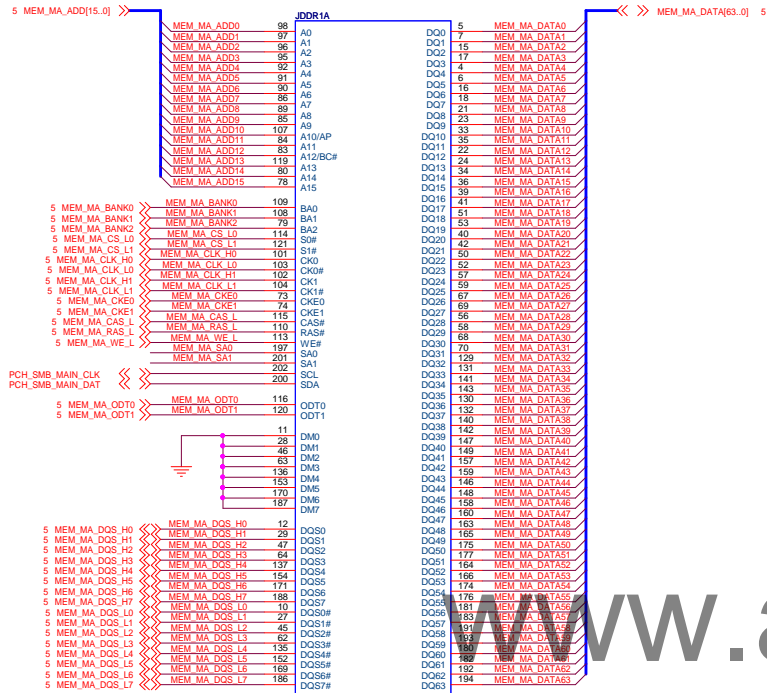 5 MEM_MA_ADD[15..0]
JDDR1A
MEM_MA_DATA[63..0] 5
MEM_MA_ADD0 98 A0 DQ0 5 MEM_MA_DATA0
MEM_MA_ADD1 97 A1 DQ1 7 MEM_MA_DATA1
MEM_MA_ADD2 96 A2 DQ2 15 MEM_MA_DATA2
MEM_MA_ADD3 95 A3 DQ3 17 MEM_MA_DATA3
MEM_MA_ADD4 92 A4 DQ4 4 MEM_MA_DATA4
MEM_MA_ADD5 91 A5 DQ5 6 MEM_MA_DATA5
MEM_MA_ADD6 90 A6 DQ6 16 MEM_MA_DATA6
MEM_MA_ADD7 86 A7 DQ7 18 MEM_MA_DATA7
MEM_MA_ADD8 89 A8 DQ8 21 MEM_MA_DATA8
MEM_MA_ADD9 85 A9 DQ9 23 MEM_MA_DATA9
MEM_MA_ADD10 107 A10/AP DQ10 33 MEM_MA_DATA10
MEM_MA_ADD11 84 A11 DQ11 35 MEM_MA_DATA11
MEM_MA_ADD12 83 A12/BC# DQ12 22 MEM_MA_DATA12
MEM_MA_ADD13 119 A13 DQ13 24 MEM_MA_DATA13
MEM_MA_ADD14 80 A14 DQ14 34 MEM_MA_DATA14
MEM_MA_ADD15 78 A15 DQ15 36 MEM_MA_DATA15
DQ16 39 MEM_MA_DATA16
5 MEM_MA_BANK0 MEM_MA_BANK0 109 BA0 DQ17 41 MEM_MA_DATA17
5 MEM_MA_BANK1 MEM_MA_BANK1 108 BA1 DQ18 51 MEM_MA_DATA18
5 MEM_MA_BANK2 MEM_MA_BANK2 79 BA2 DQ19 53 MEM_MA_DATA19
5 MEM_MA_CS_L0 MEM_MA_CS_L0 114 S0# DQ20 40 MEM_MA_DATA20
5 MEM_MA_CS_L1 MEM_MA_CS_L1 121 S1# DQ21 42 MEM_MA_DATA21
5 MEM_MA_CLK_H0 MEM_MA_CLK_H0 101 CK0 DQ22 50 MEM_MA_DATA22
5 MEM_MA_CLK_L0 MEM_MA_CLK_L0 103 CK0# DQ23 52 MEM_MA_DATA23
5 MEM_MA_CLK_H1 MEM_MA_CLK_H1 102 CK1 DQ24 57 MEM_MA_DATA24
5 MEM_MA_CLK_L1 MEM_MA_CLK_L1 104 CK1# DQ25 59 MEM_MA_DATA25
5 MEM_MA_CKE0 MEM_MA_CKE0 73 CKE0 DQ26 67 MEM_MA_DATA26
5 MEM_MA_CKE1 MEM_MA_CKE1 74 CKE1 DQ27 69 MEM_MA_DATA27
5 MEM_MA_CAS_L MEM_MA_CAS_L 115 CAS# DQ28 56 MEM_MA_DATA28
5 MEM_MA_RAS_L MEM_MA_RAS_L 110 RAS# DQ29 58 MEM_MA_DATA29
5 MEM_MA_WE_L MEM_MA_WE_L 113 WE# DQ30 68 MEM_MA_DATA30
MEM_MA_SA0 197 SA0 DQ31 70 MEM_MA_DATA31
MEM_MA_SA1 201 SA1 DQ32 129 MEM_MA_DATA32
PCH_SMB_MAIN_CLK 202 SCL DQ33 131 MEM_MA_DATA33
PCH_SMB_MAIN_DAT 200 SDA DQ34 141 MEM_MA_DATA34
DQ35 143 MEM_MA_DATA35
5 MEM_MA_ODT0 MEM_MA_ODT0 116 ODT0 DQ36 130 MEM_MA_DATA36
5 MEM_MA_ODT1 MEM_MA_ODT1 120 ODT1 DQ37 132 MEM_MA_DATA37
DQ38 140 MEM_MA_DATA38
11 DM0 DQ39 142 MEM_MA_DATA39
28 DM1 DQ40 147 MEM_MA_DATA40
46 DM2 DQ41 149 MEM_MA_DATA41
63 DM3 DQ42 157 MEM_MA_DATA42
136 DM4 DQ43 159 MEM_MA_DATA43
153 DM5 DQ44 146 MEM_MA_DATA44
170 DM6 DQ45 148 MEM_MA_DATA45
187 DM7 DQ46 158 MEM_MA_DATA46
DQ47 160 MEM_MA_DATA47
5 MEM_MA_DQS_H0 MEM_MA_DQS_H0 12 DQS0 DQ48 163 MEM_MA_DATA48
5 MEM_MA_DQS_H1 MEM_MA_DQS_H1 29 DQS1 DQ49 165 MEM_MA_DATA49
5 MEM_MA_DQS_H2 MEM_MA_DQS_H2 47 DQS2 DQ50 175 MEM_MA_DATA50
5 MEM_MA_DQS_H3 MEM_MA_DQS_H3 64 DQS3 DQ51 177 MEM_MA_DATA51
5 MEM_MA_DQS_H4 MEM_MA_DQS_H4 137 DQS4 DQ52 164 MEM_MA_DATA52
5 MEM_MA_DQS_H5 MEM_MA_DQS_H5 154 DQS5 DQ53 166 MEM_MA_DATA53
5 MEM_MA_DQS_H6 MEM_MA_DQS_H6 171 DQS6 DQ54 174 MEM_MA_DATA54
5 MEM_MA_DQS_H7 MEM_MA_DQS_H7 188 DQS7 DQ55 176 MEM_MA_DATA55
5 MEM_MA_DQS_L0 MEM_MA_DQS_L0 10 DQS0# DQ56 181 MEM_MA_DATA56
5 MEM_MA_DQS_L1 MEM_MA_DQS_L1 27 DQS1# DQ57 183 MEM_MA_DATA57
5 MEM_MA_DQS_L2 MEM_MA_DQS_L2 45 DQS2# DQ58 191 MEM_MA_DATA58
5 MEM_MA_DQS_L3 MEM_MA_DQS_L3 62 DQS3# DQ59 193 MEM_MA_DATA59
5 MEM_MA_DQS_L4 MEM_MA_DQS_L4 135 DQS4# DQ60 180 MEM_MA_DATA60
5 MEM_MA_DQS_L5 MEM_MA_DQS_L5 152 DQS5# DQ61 182 MEM_MA_DATA61
5 MEM_MA_DQS_L6 MEM_MA_DQS_L6 169 DQS6# DQ62 192 MEM_MA_DATA62
5 MEM_MA_DQS_L7 MEM_MA_DQS_L7 186 DQS7# DQ63 194 MEM_MA_DATA63
www.a